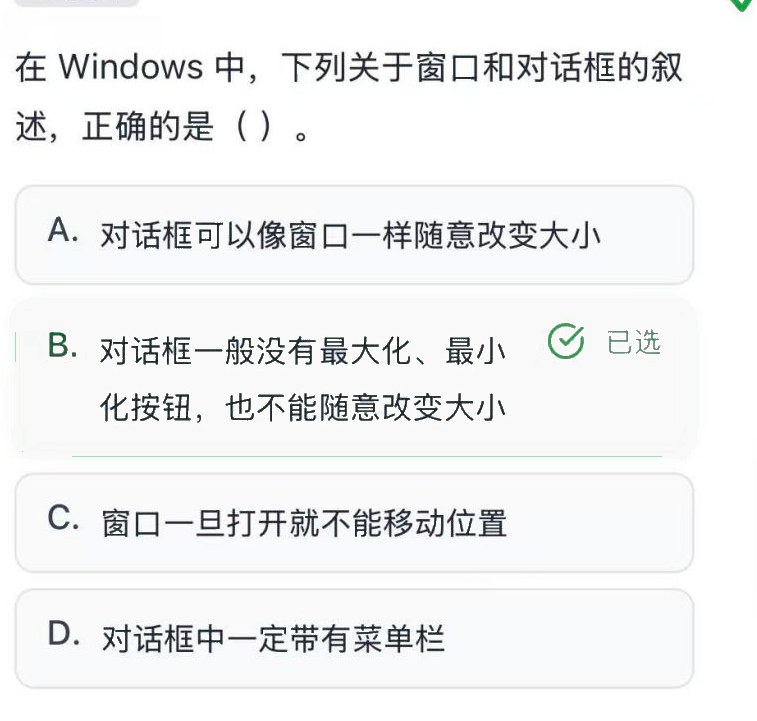 在 Windows 中，下列关于窗口和对话框的叙
述，正确的是（ ）。
A. 对话框可以像窗口一样随意改变大小
B. 对话框一般没有最大化、最小 已选
化按钮，也不能随意改变大小
C. 窗口一旦打开就不能移动位置
D. 对话框中一定带有菜单栏